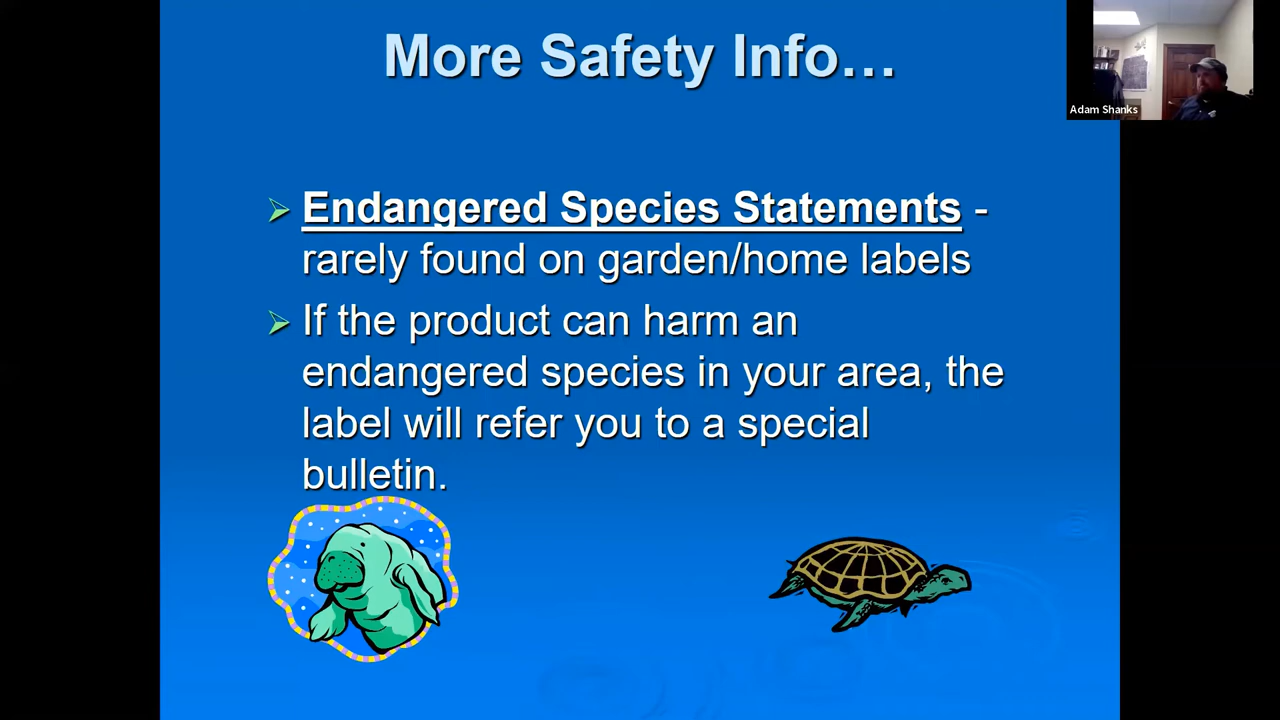 More Safety Info…
Adam Shanks
Endangered Species Statements -
rarely found on garden/home labels
If the product can harm an
endangered species in your area, the
label will refer you to a special
bulletin.